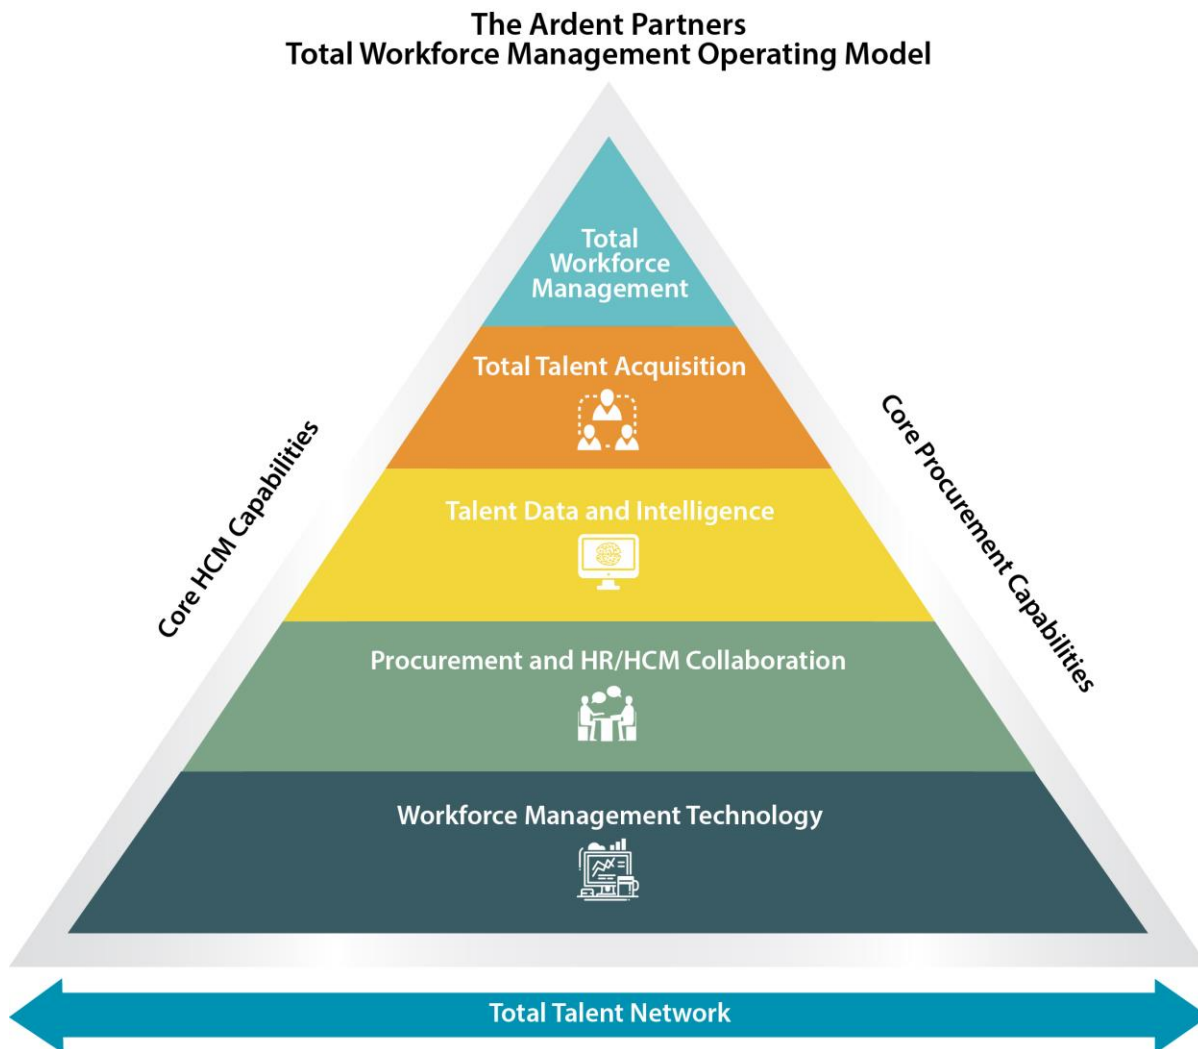 The Ardent Partners
Total Workforce Management Operating Model
Total
Workforce
Management
Total Talent Acquisition
Core HCM Capabilities
Core Procurement Capabilities
Talent Data and Intelligence
Procurement and HR/HCM Collaboration
Workforce Management Technology
Total Talent Network